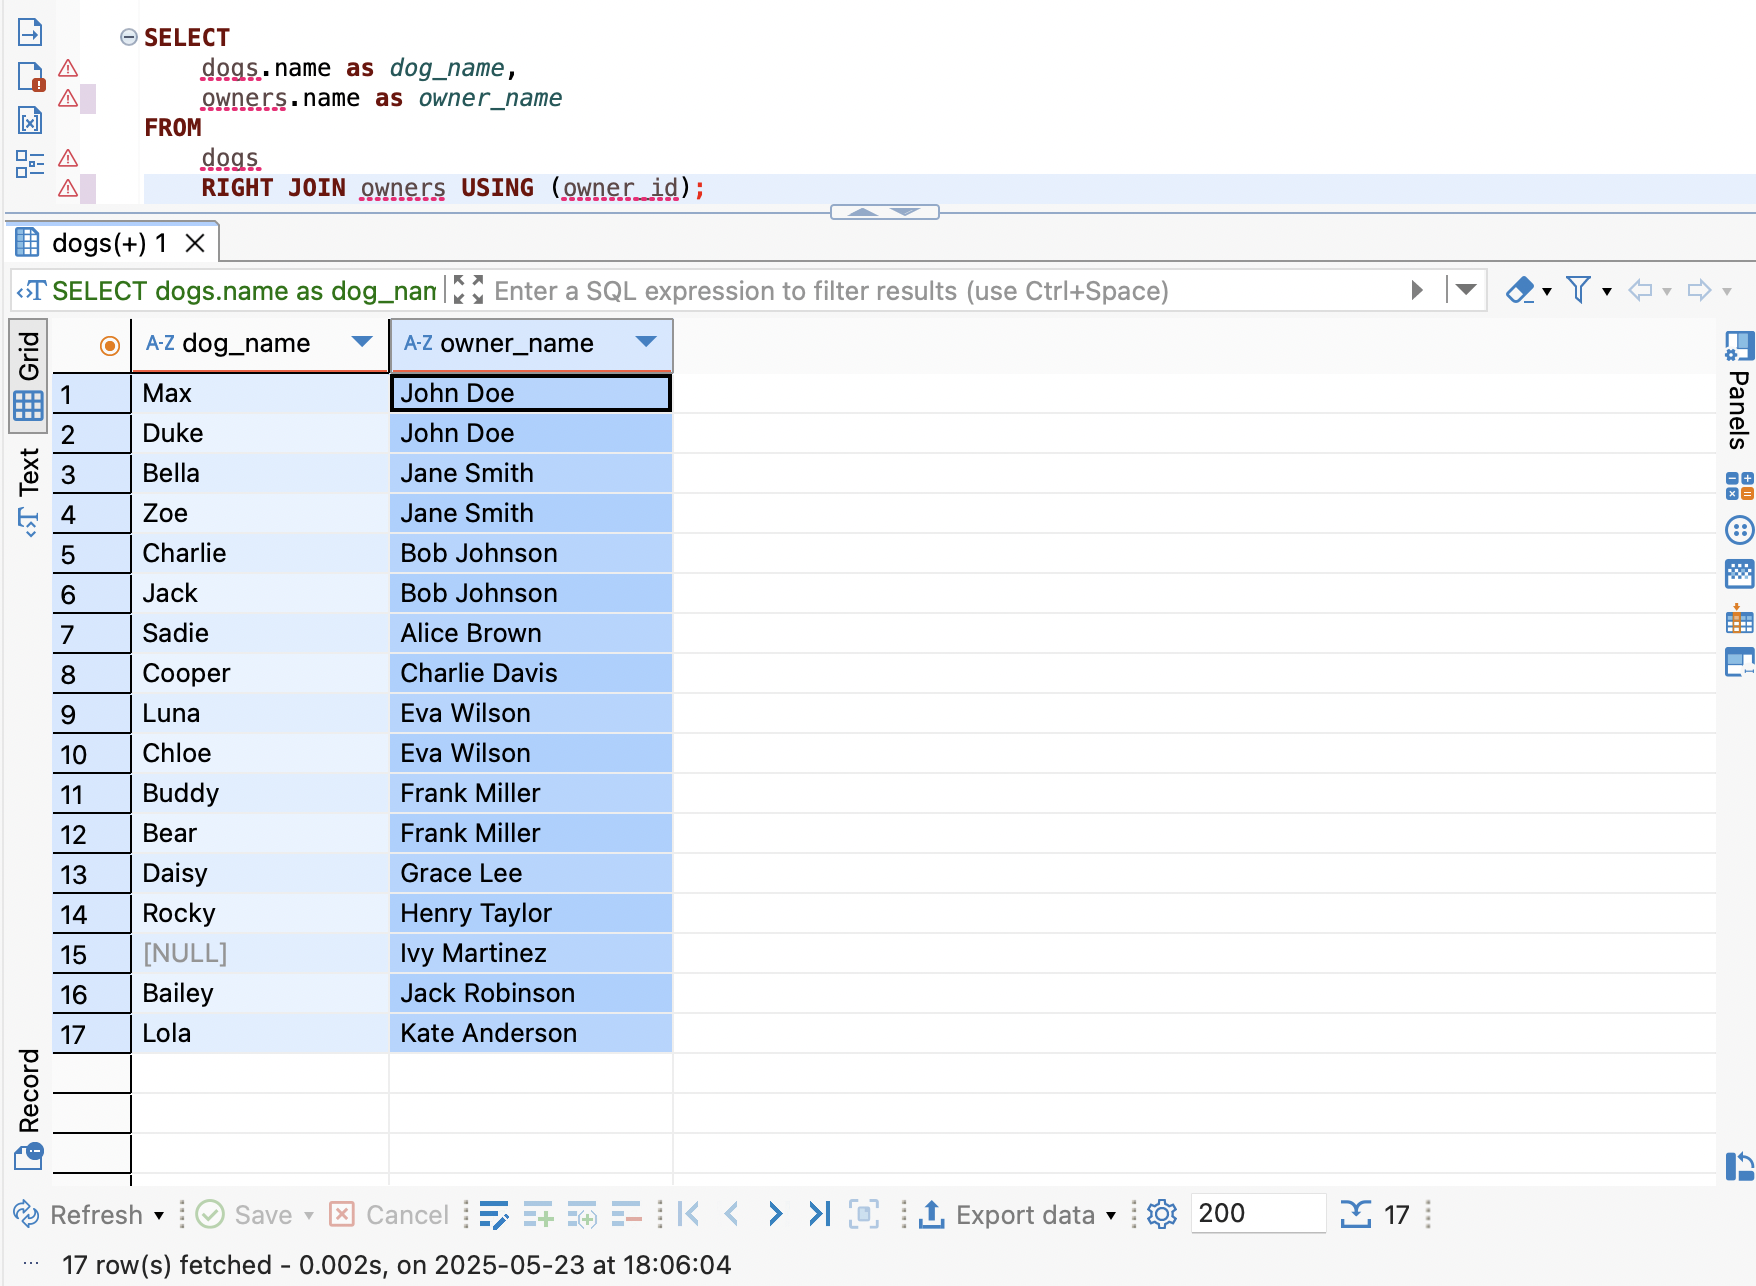 SELECT
dogs.name as dog_name,
owners.name as owner_name
FROM
dogs
RIGHT JOIN owners USING (owner_id);
dogs(+) 1
SELECT dogs.name as dog_nam
Enter a SQL expression to filter results (use Ctrl+Space)
Grid
Text
Record
Panels
A-Z dog_name A-Z owner_name
1 Max John Doe
2 Duke John Doe
3 Bella Jane Smith
4 Zoe Jane Smith
5 Charlie Bob Johnson
6 Jack Bob Johnson
7 Sadie Alice Brown
8 Cooper Charlie Davis
9 Luna Eva Wilson
10 Chloe Eva Wilson
11 Buddy Frank Miller
12 Bear Frank Miller
13 Daisy Grace Lee
14 Rocky Henry Taylor
15 [NULL] Ivy Martinez
16 Bailey Jack Robinson
17 Lola Kate Anderson
Refresh Save Cancel Export data 200 17
17 row(s) fetched - 0.002s, on 2025-05-23 at 18:06:04